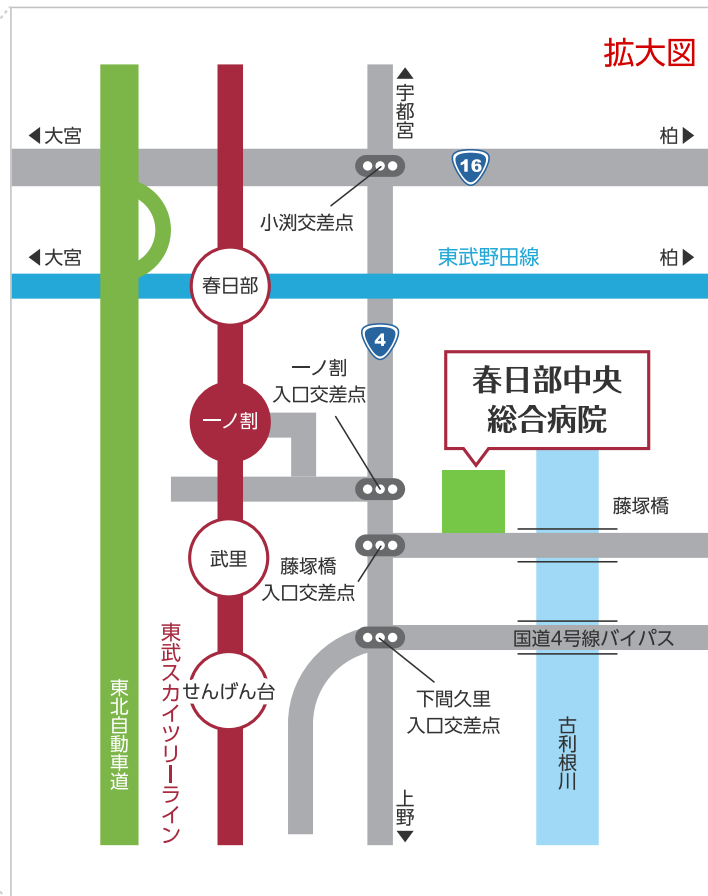 拡大図
宇都宮
大宮
柏
16
小渕交差点
大宮
東武野田線
柏
春日部
4
一ノ割
入口交差点
春日部中央
総合病院
一ノ割
藤塚橋
武里
藤塚橋
入口交差点
東武スカイツリーライン
国道4号線バイパス
せんげん台
東北自動車道
下間久里
入口交差点
古利根川
上野